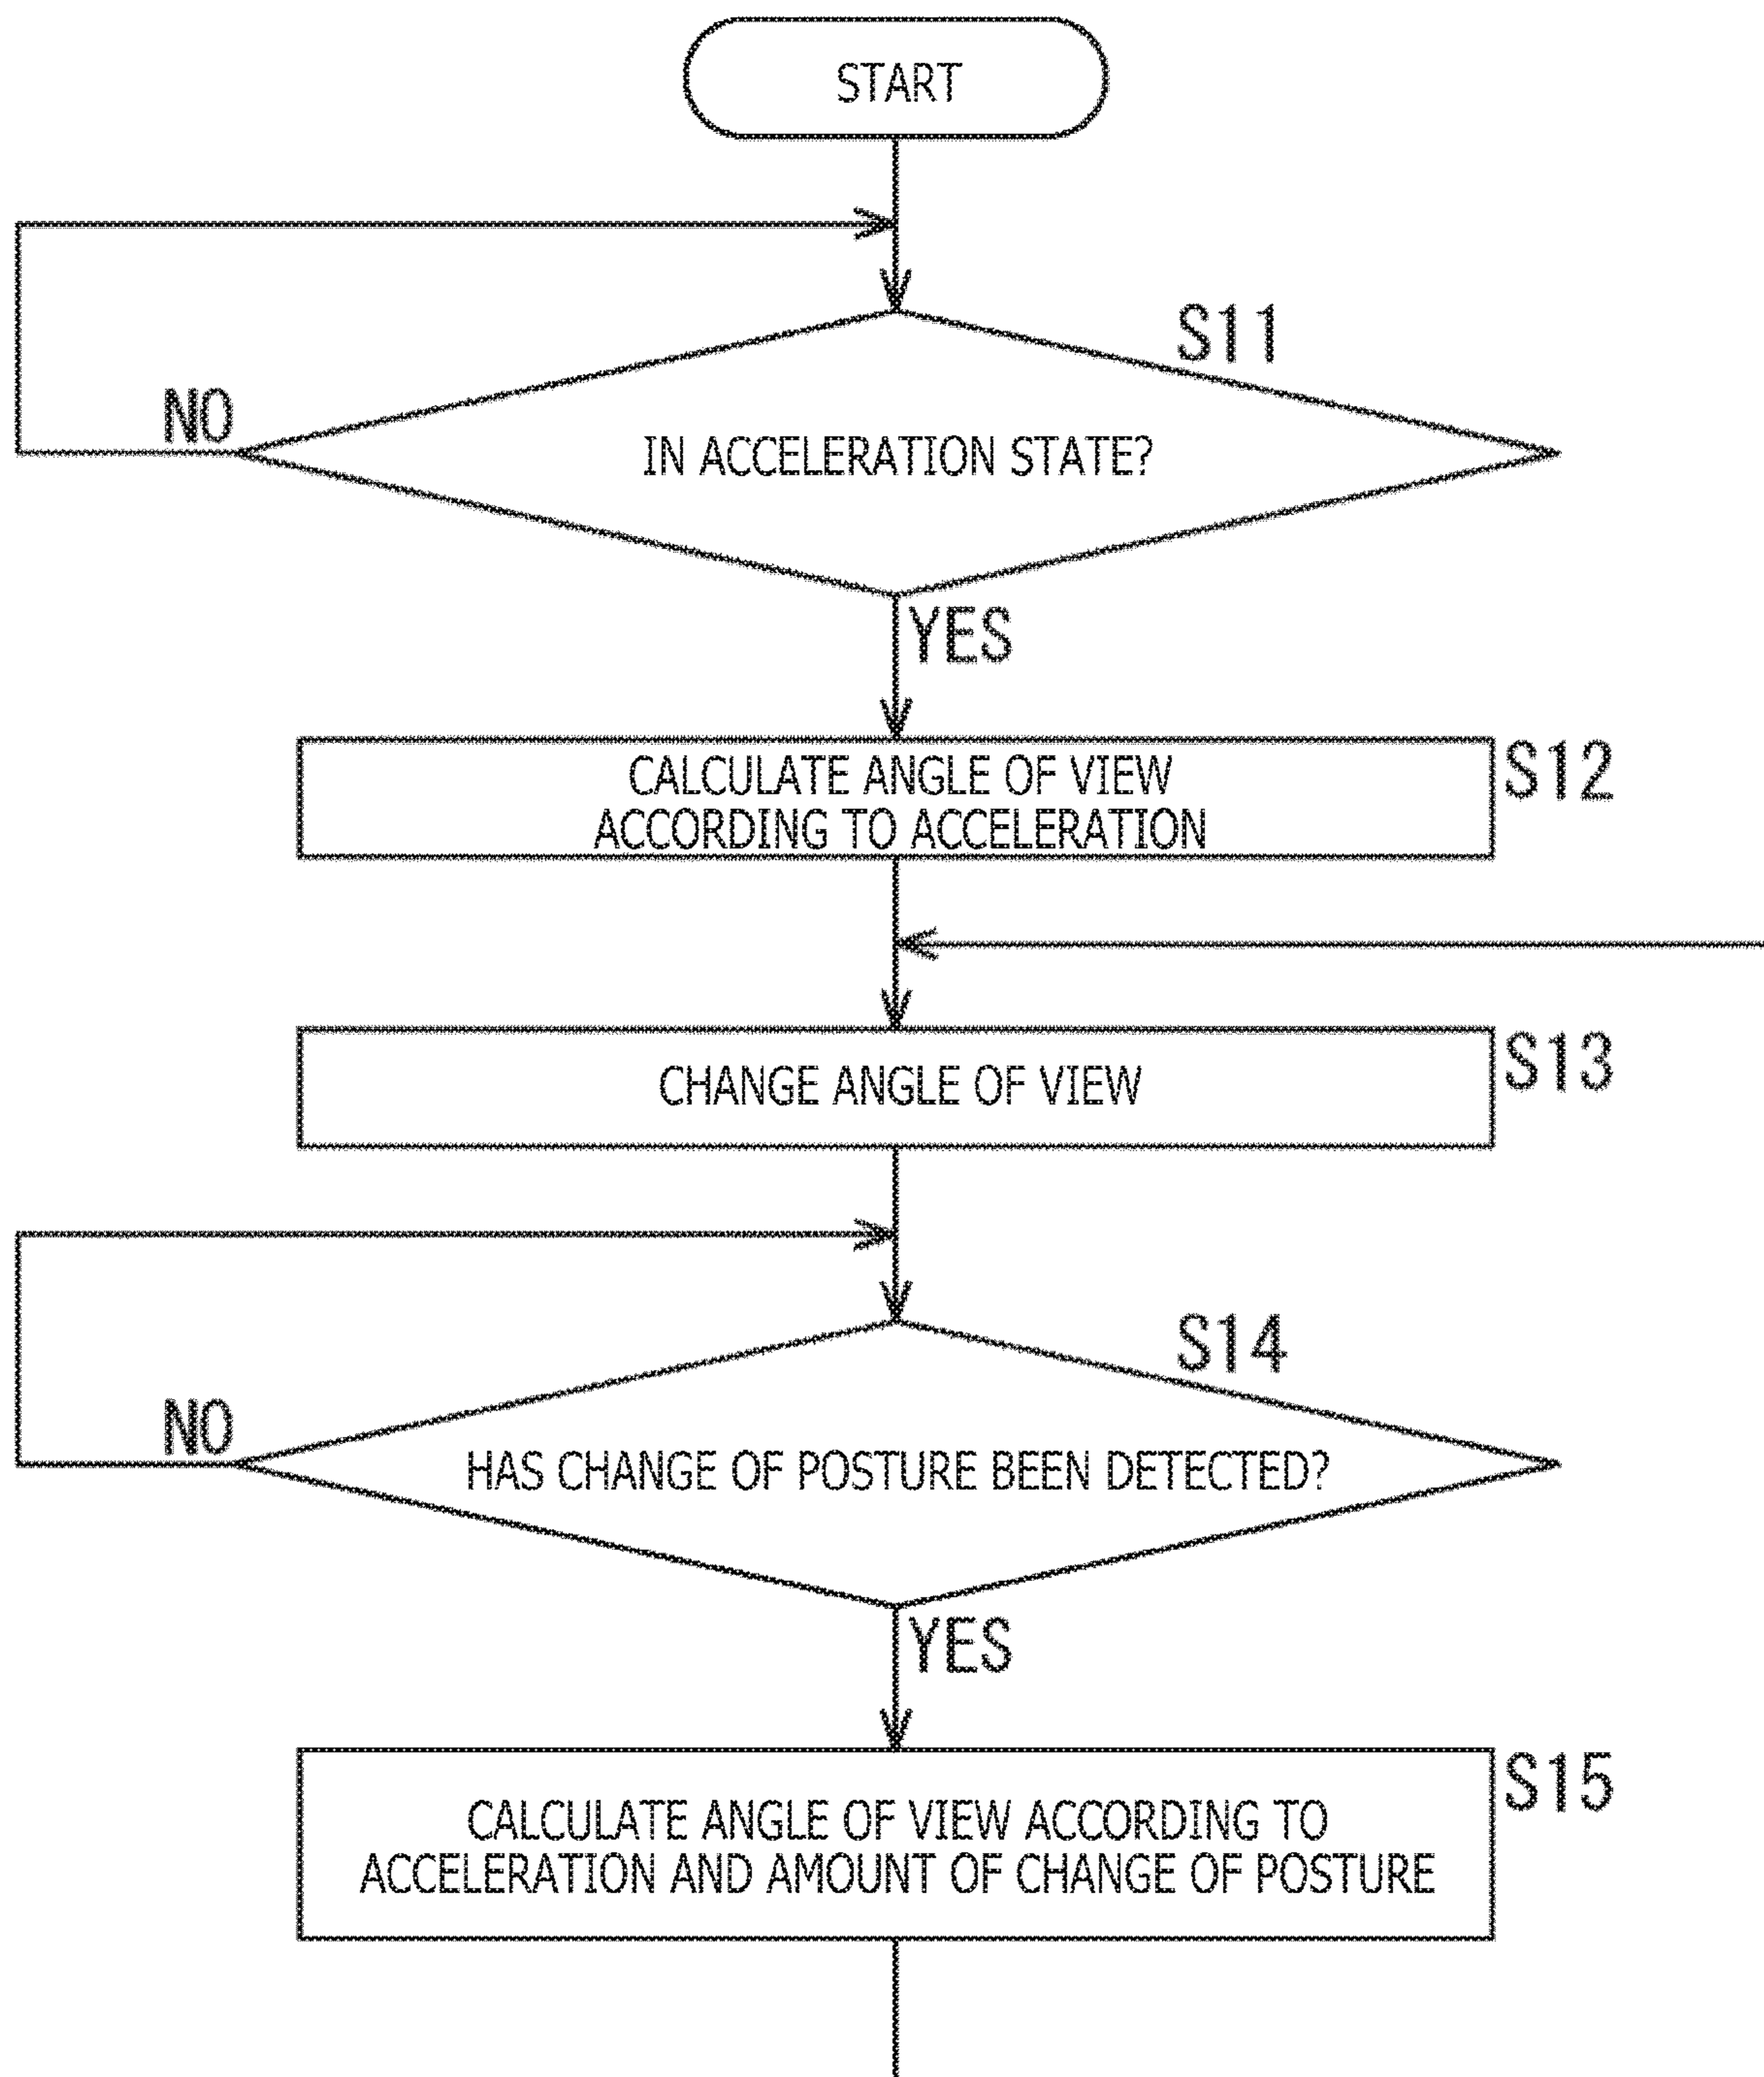 START
S11
NO
IN ACCELERATION STATE?
YES
CALCULATE ANGLE OF VIEW
ACCORDING TO ACCELERATION
S12
CHANGE ANGLE OF VIEW
S13
S14
NO
HAS CHANGE OF POSTURE BEEN DETECTED?
YES
CALCULATE ANGLE OF VIEW ACCORDING TO
ACCELERATION AND AMOUNT OF CHANGE OF POSTURE
S15